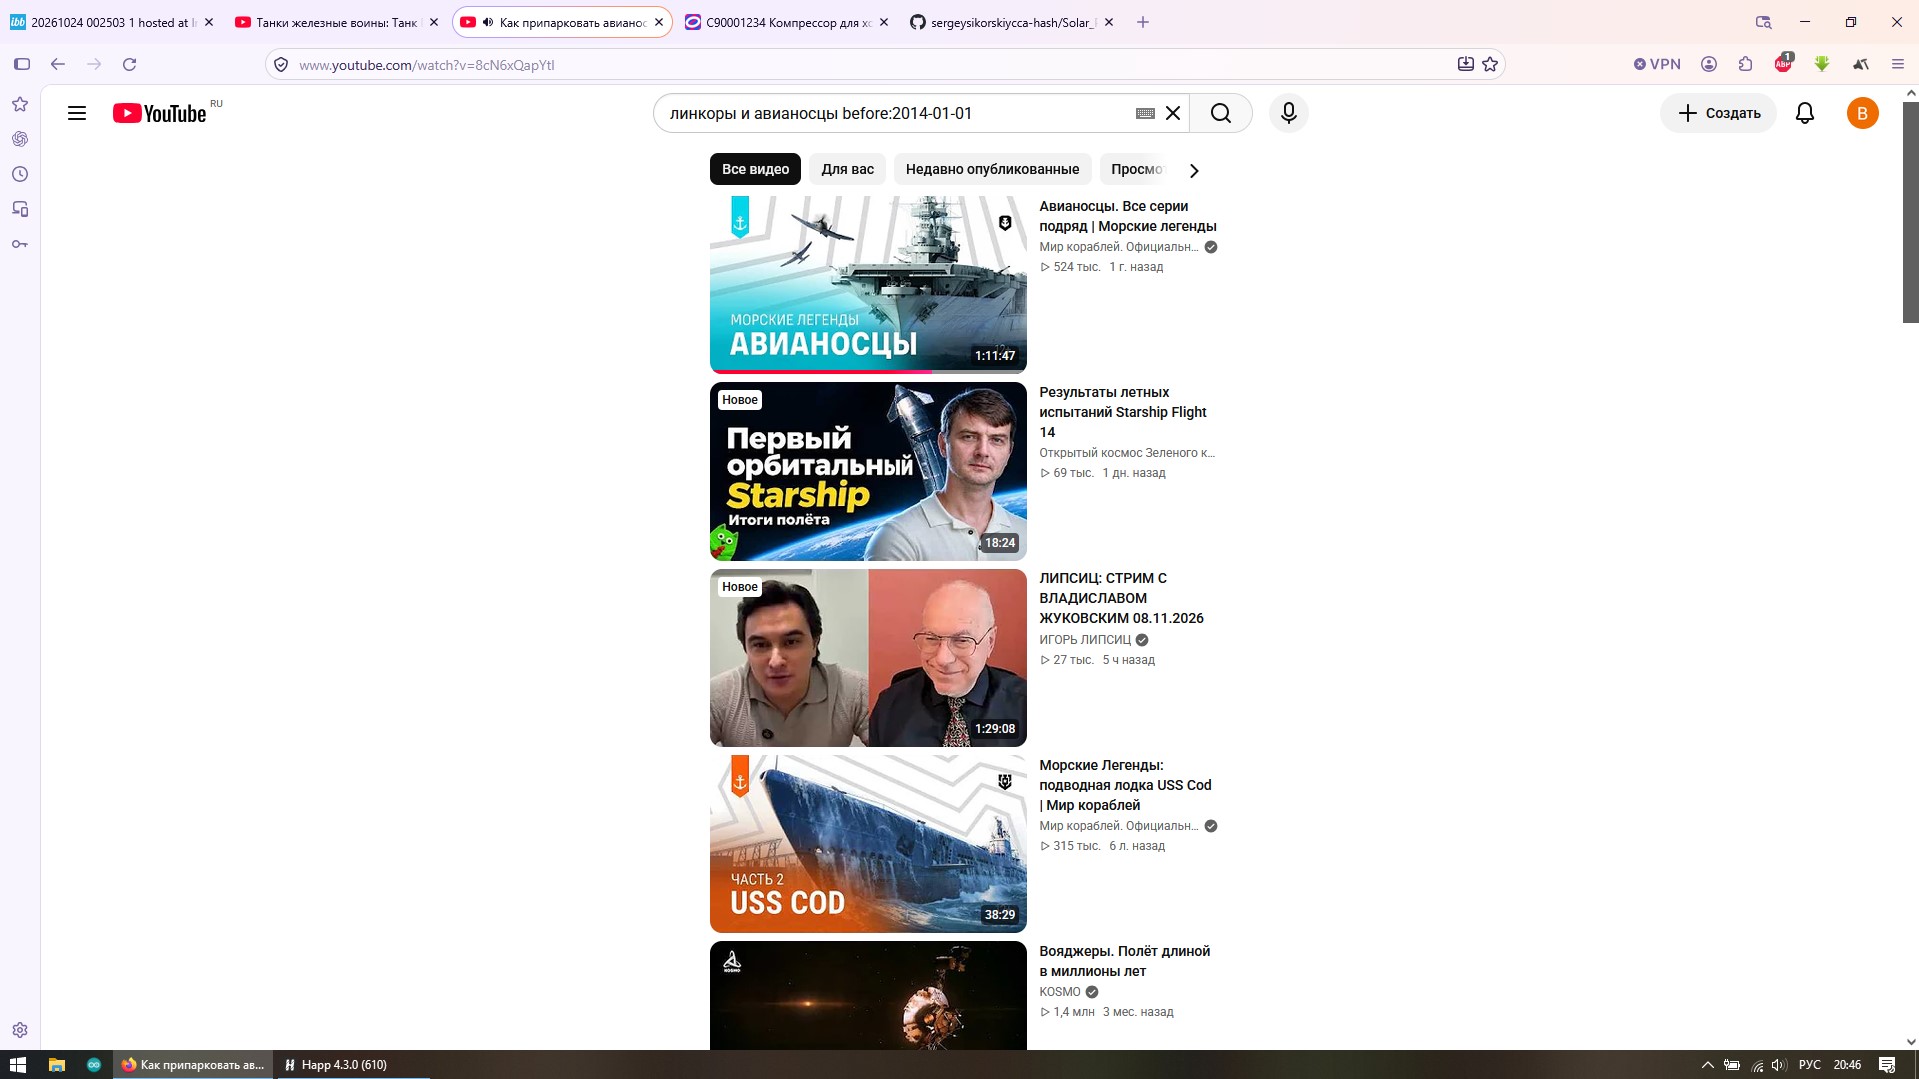 20261024 002503 1 hosted at I
Танки железные воины: Танк
Как припарковать авианос
C90001234 Компрессор для хо
sergeysikorskiycca-hash/Solar_
www.youtube.com/watch?v=8cN6xQapYtI
VPN
ABP
1
YouTube RU
линкоры и авианосцы before:2014-01-01
Создать
B
Все видео
Для вас
Недавно опубликованные
Просмот
МОРСКИЕ ЛЕГЕНДЫ
АВИАНОСЦЫ
1:11:47
Авианосцы. Все серии
подряд | Морские легенды
Мир кораблей. Официальн...
524 тыс. 1 г. назад
Новое
Первый
орбитальный
Starship
Итоги полёта
18:24
Результаты летных
испытаний Starship Flight
14
Открытый космос Зеленого к...
69 тыс. 1 дн. назад
Новое
1:29:08
ЛИПСИЦ: СТРИМ С
ВЛАДИСЛАВОМ
ЖУКОВСКИМ 08.11.2026
ИГОРЬ ЛИПСИЦ
27 тыс. 5 ч назад
ЧАСТЬ 2
USS COD
38:29
Морские Легенды:
подводная лодка USS Cod
| Мир кораблей
Мир кораблей. Официальн...
315 тыс. 6 л. назад
KOSMO
Вояджеры. Полёт длиной
в миллионы лет
KOSMO
1,4 млн 3 мес. назад
Как припарковать ав...
Happ 4.3.0 (610)
РУС
20:46